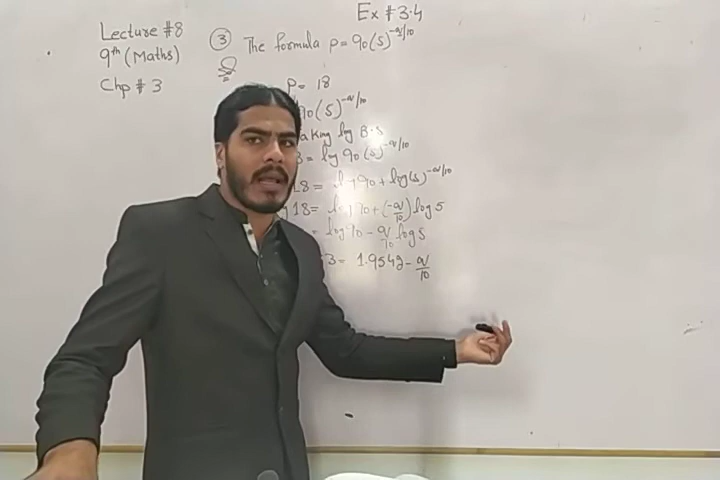 Ex # 3.4
Lecture #8
9th (Maths)
Chp # 3
③ The formula p = 90(5)^-q/10
p = 18
90(5)^-q/10
aking log B.S
= log 90(5)^-q/10
18 = log 90 + log(5)^-q/10
18 = log 90 + (-q/10) log 5
= log 90 - q/10 log 5
3 = 1.9542 - q/10